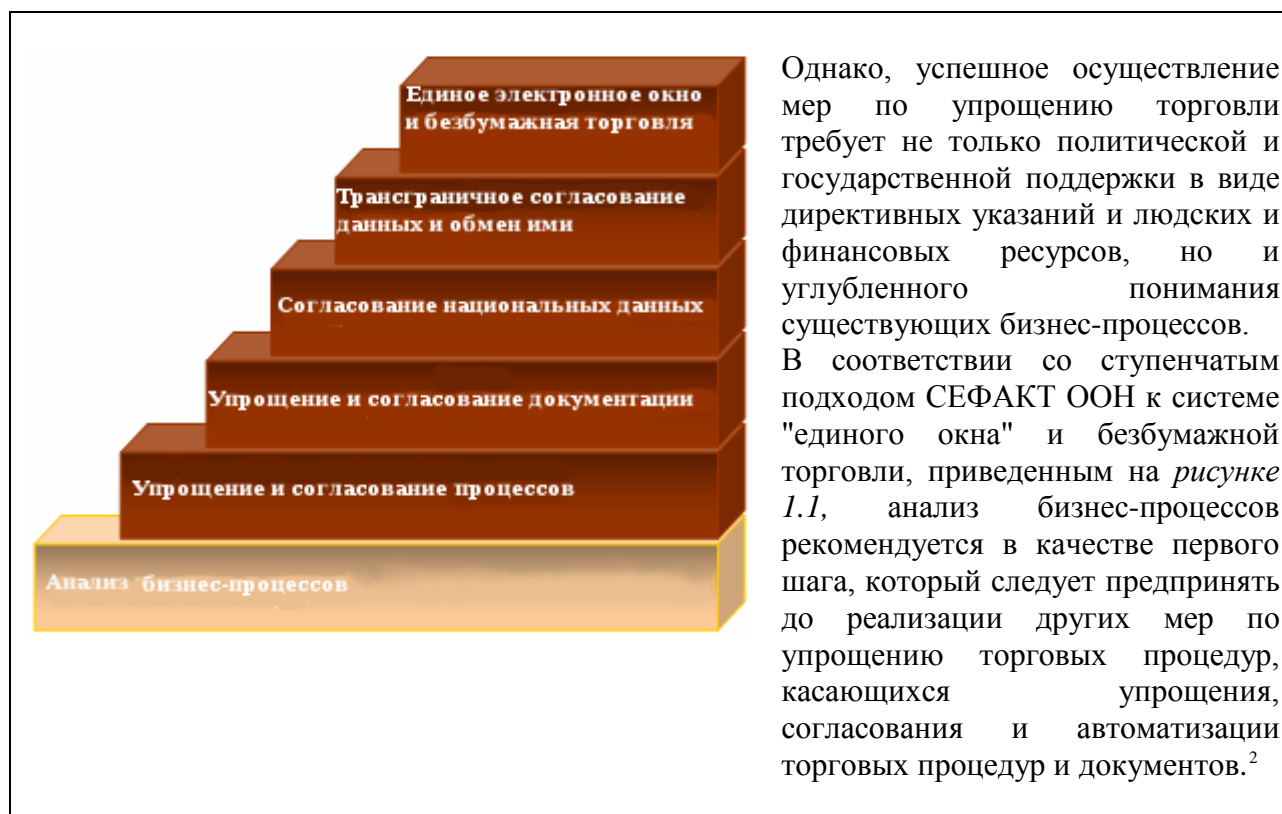 Единое электронное окно
и безбумажная торговля
Трансграничное согласование
данных и обмен ими
Согласование национальных данных
Упрощение и согласование документации
Упрощение и согласование процессов
Анализ бизнес-процессов
Однако, успешное осуществление
мер по упрощению торговли
требует не только политической и
государственной поддержки в виде
директивных указаний и людских и
финансовых ресурсов, но и
углубленного понимания
существующих бизнес-процессов.
В соответствии со ступенчатым
подходом СЕФАКТ ООН к системе
"единого окна" и безбумажной
торговли, приведенным на рисунке
1.1, анализ бизнес-процессов
рекомендуется в качестве первого
шага, который следует предпринять
до реализации других мер по
упрощению торговых процедур,
касающихся упрощения,
согласования и автоматизации
торговых процедур и документов.²